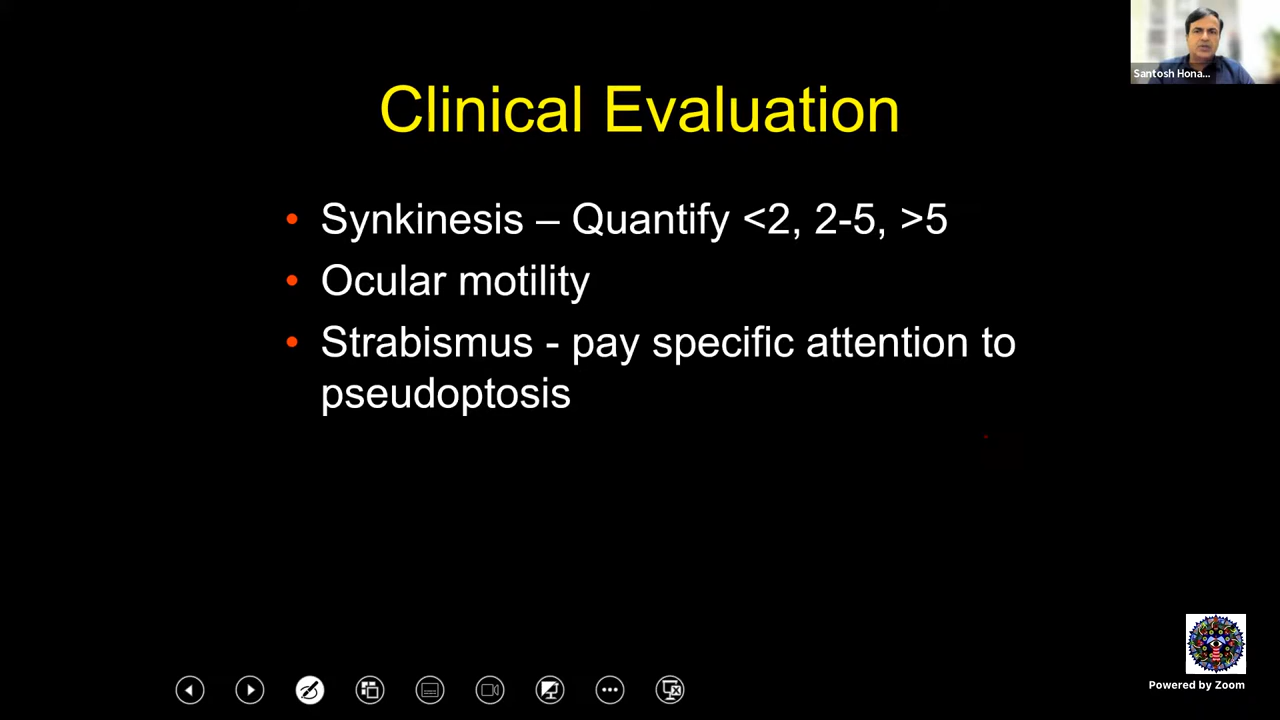 Santosh Hona...
Clinical Evaluation
• Synkinesis – Quantify <2, 2-5, >5
• Ocular motility
• Strabismus - pay specific attention to
pseudoptosis
Powered by Zoom